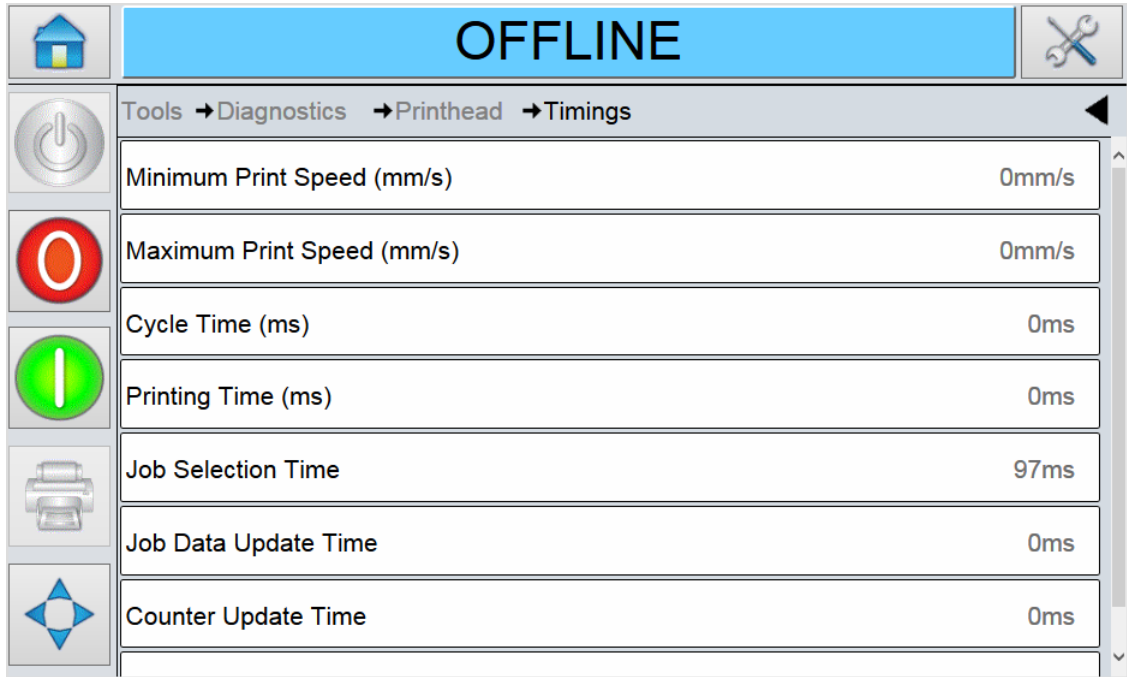 OFFLINE
Tools ➔Diagnostics ➔Printhead ➔Timings
Minimum Print Speed (mm/s) 0mm/s
Maximum Print Speed (mm/s) 0mm/s
Cycle Time (ms) 0ms
Printing Time (ms) 0ms
Job Selection Time 97ms
Job Data Update Time 0ms
Counter Update Time 0ms